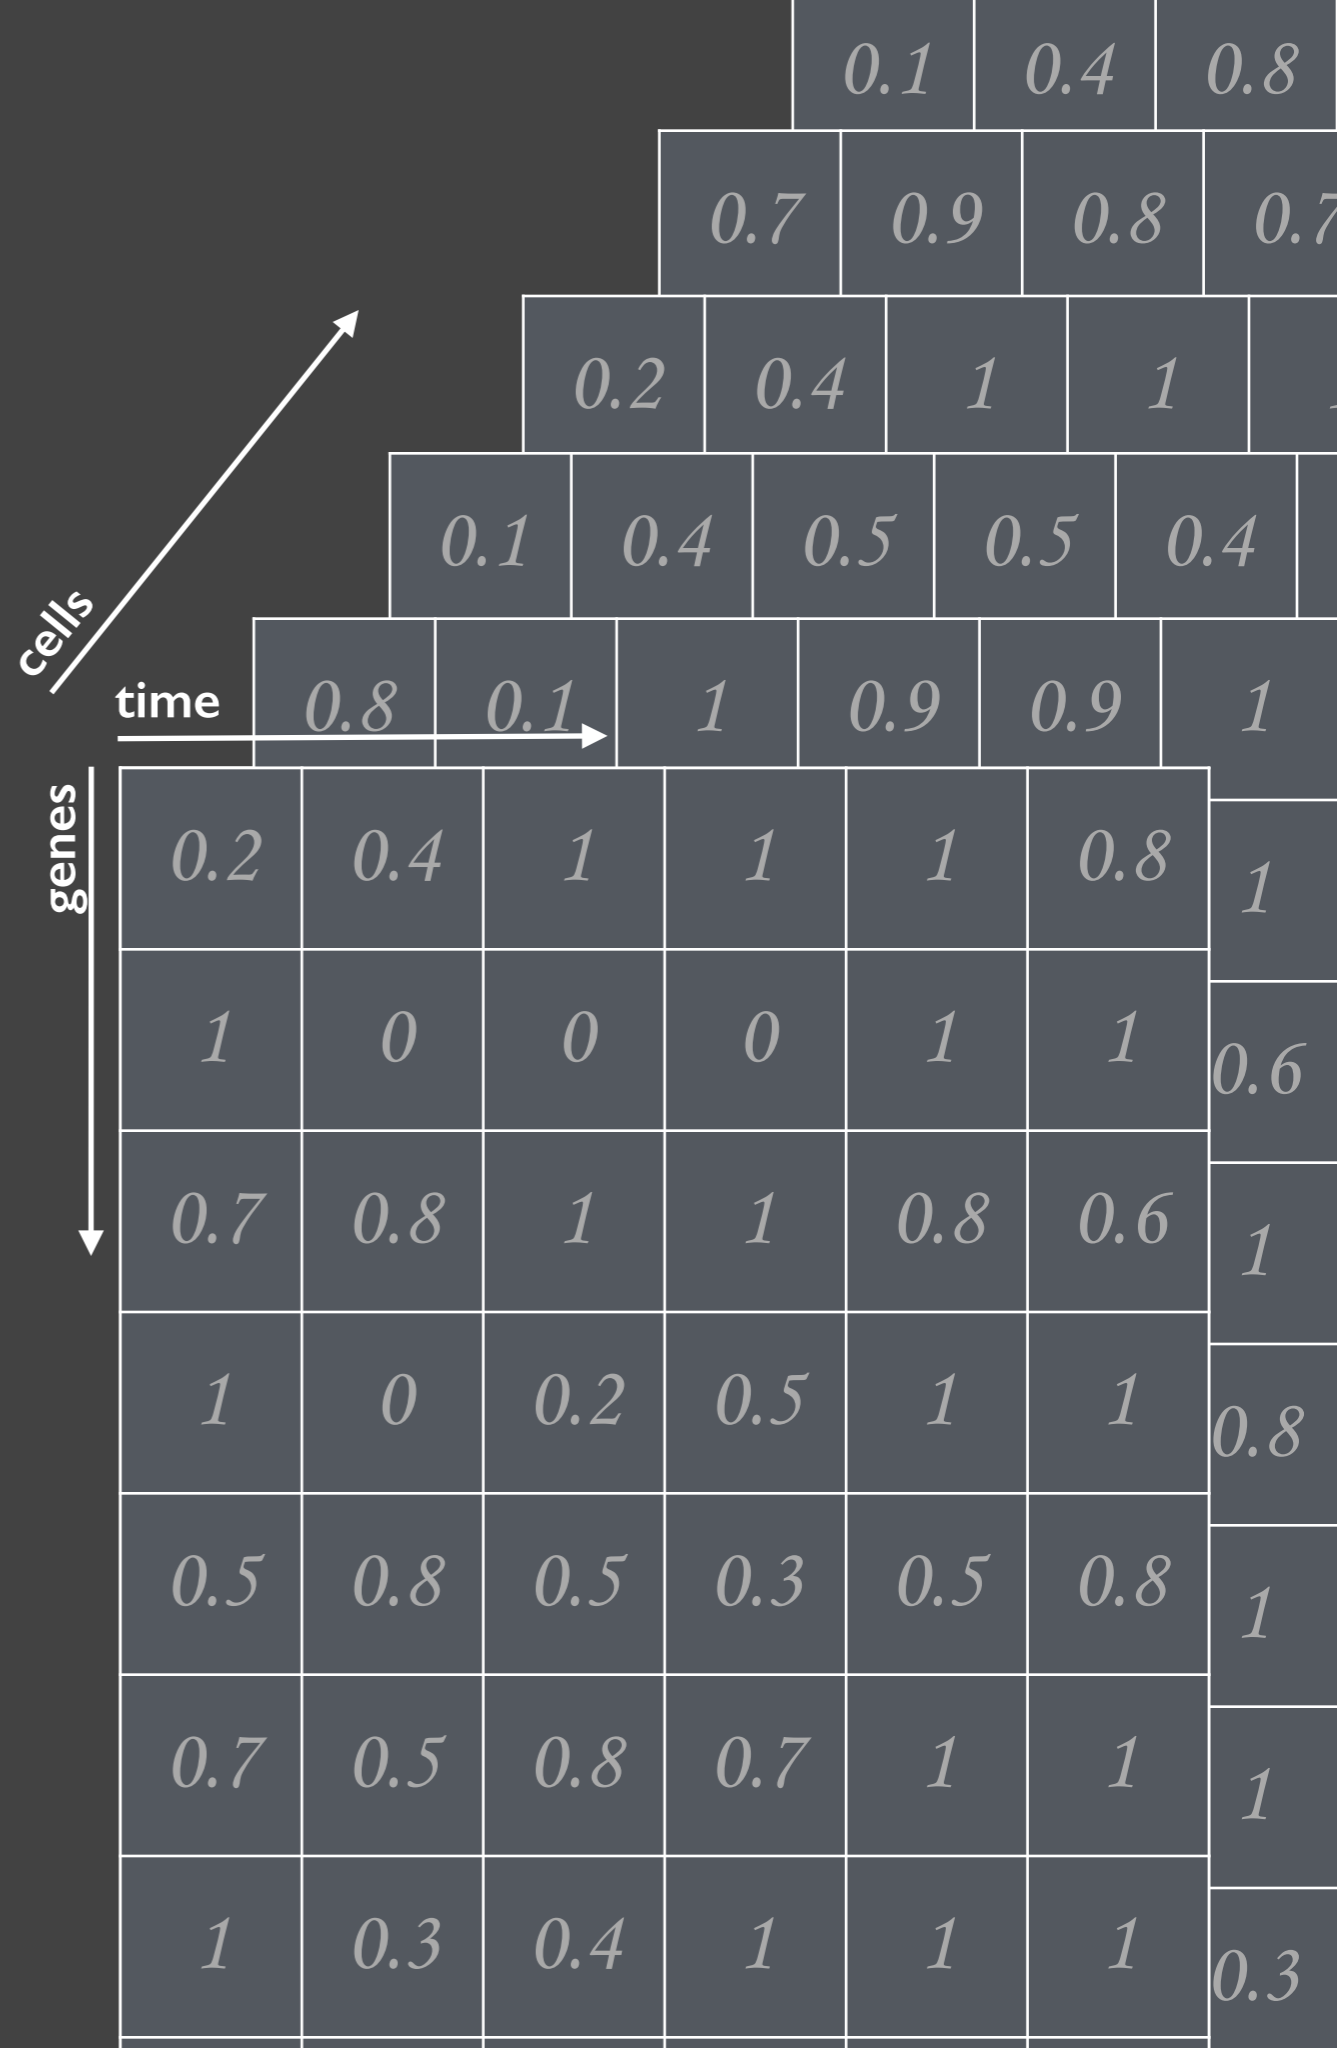 0.1 0.4 0.8
0.7 0.9 0.8 0.7
0.2 0.4 1 1
0.1 0.4 0.5 0.5 0.4
cells
time
0.8 0.1 1 0.9 0.9 1
genes
0.2 0.4 1 1 1 0.8 1
1 0 0 0 1 1 0.6
0.7 0.8 1 1 0.8 0.6 1
1 0 0.2 0.5 1 1 0.8
0.5 0.8 0.5 0.3 0.5 0.8 1
0.7 0.5 0.8 0.7 1 1 1
1 0.3 0.4 1 1 1 0.3